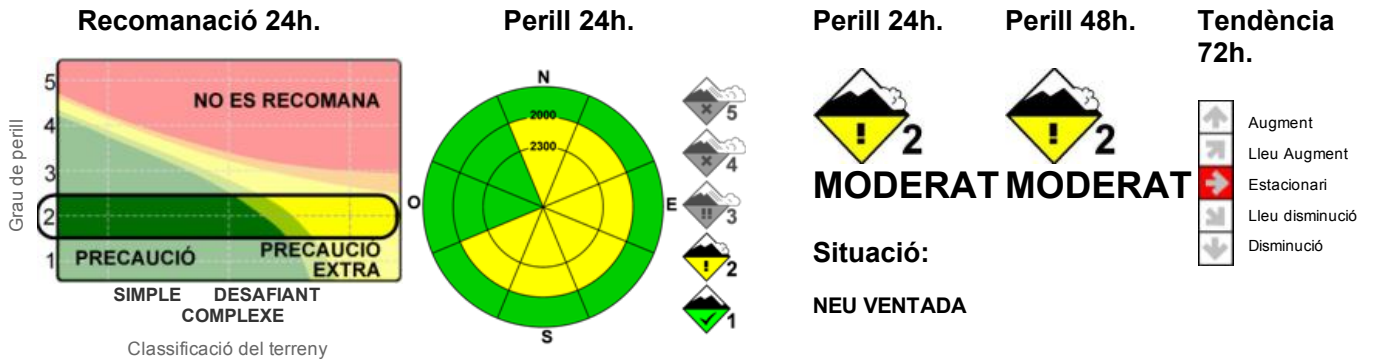 Recomanació 24h.
Grau de perill
5
4
3
2
1
NO ES RECOMANA
PRECAUCIÓ
PRECAUCIÓ
EXTRA
SIMPLE DESAFIANT
COMPLEXE
Classificació del terreny
Perill 24h.
N
2000
2300
O
E
S
5
4
3
2
1
Perill 24h.
2
MODERAT
Perill 48h.
2
MODERAT
Situació:
NEU VENTADA
Tendència
72h.
Augment
Lleu Augment
Estacionari
Lleu disminució
Disminució